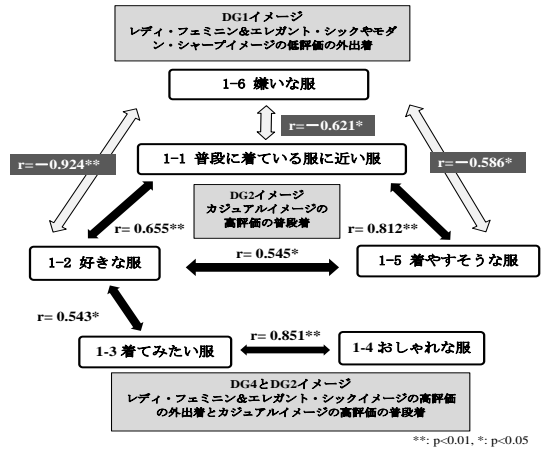 DG1イメージ
レディ・フェミニン＆エレガント・シックやモダ
ン・シャープイメージの低評価の外出着
1-6 嫌いな服
r=－0.621*
r=－0.924**
1-1 普段に着ている服に近い服
r=－0.586*
DG2イメージ
カジュアルイメージの
高評価の普段着
r= 0.655**
r= 0.812**
1-2 好きな服
r= 0.545*
1-5 着やすそうな服
r= 0.543*
r= 0.851**
1-3 着てみたい服
1-4 おしゃれな服
DG4とDG2イメージ
レディ・フェミニン＆エレガント・シックイメージの高評価
の外出着とカジュアルイメージの高評価の普段着
**: p<0.01, *: p<0.05